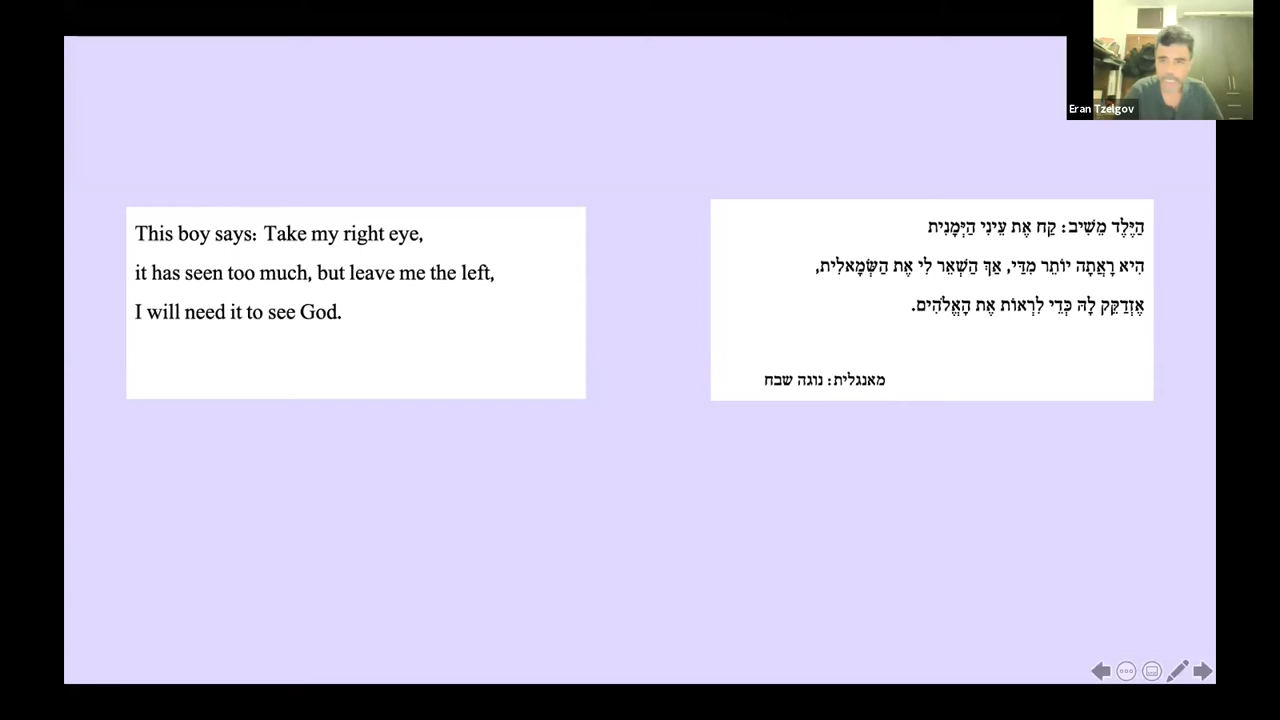 Eran Tzelgov
This boy says: Take my right eye,
it has seen too much, but leave me the left,
I will need it to see God.
הַיֶּלֶד מֵשִׁיב: קַח אֶת עֵינִי הַיְּמָנִית
הִיא רָאֲתָה יוֹתֵר מִדַּי, אַךְ הַשְׁאֵר לִי אֶת הַשְּׂמָאלִית,
אֶזְדַקֵּק לָהּ כְּדֵי לִרְאוֹת אֶת הָאֱלֹהִים.
מאנגלית: נוגה שבח